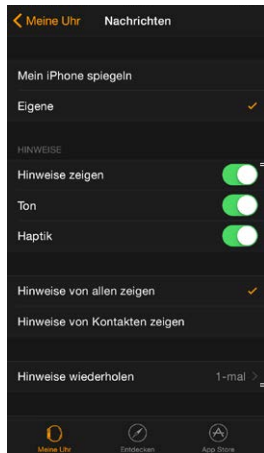 Meine Uhr Nachrichten
Mein iPhone spiegeln
Eigene
HINWEISE
Hinweise zeigen
Ton
Haptik
Hinweise von allen zeigen
Hinweise von Kontakten zeigen
Hinweise wiederholen 1-mal
Meine Uhr Entdecken App Store